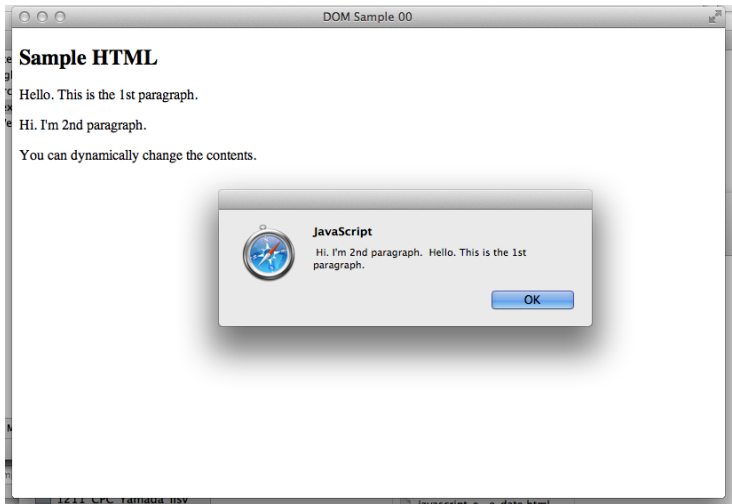 DOM Sample 00
Sample HTML
Hello. This is the 1st paragraph.
Hi. I'm 2nd paragraph.
You can dynamically change the contents.
JavaScript
Hi. I'm 2nd paragraph.  Hello. This is the 1st
paragraph.
OK